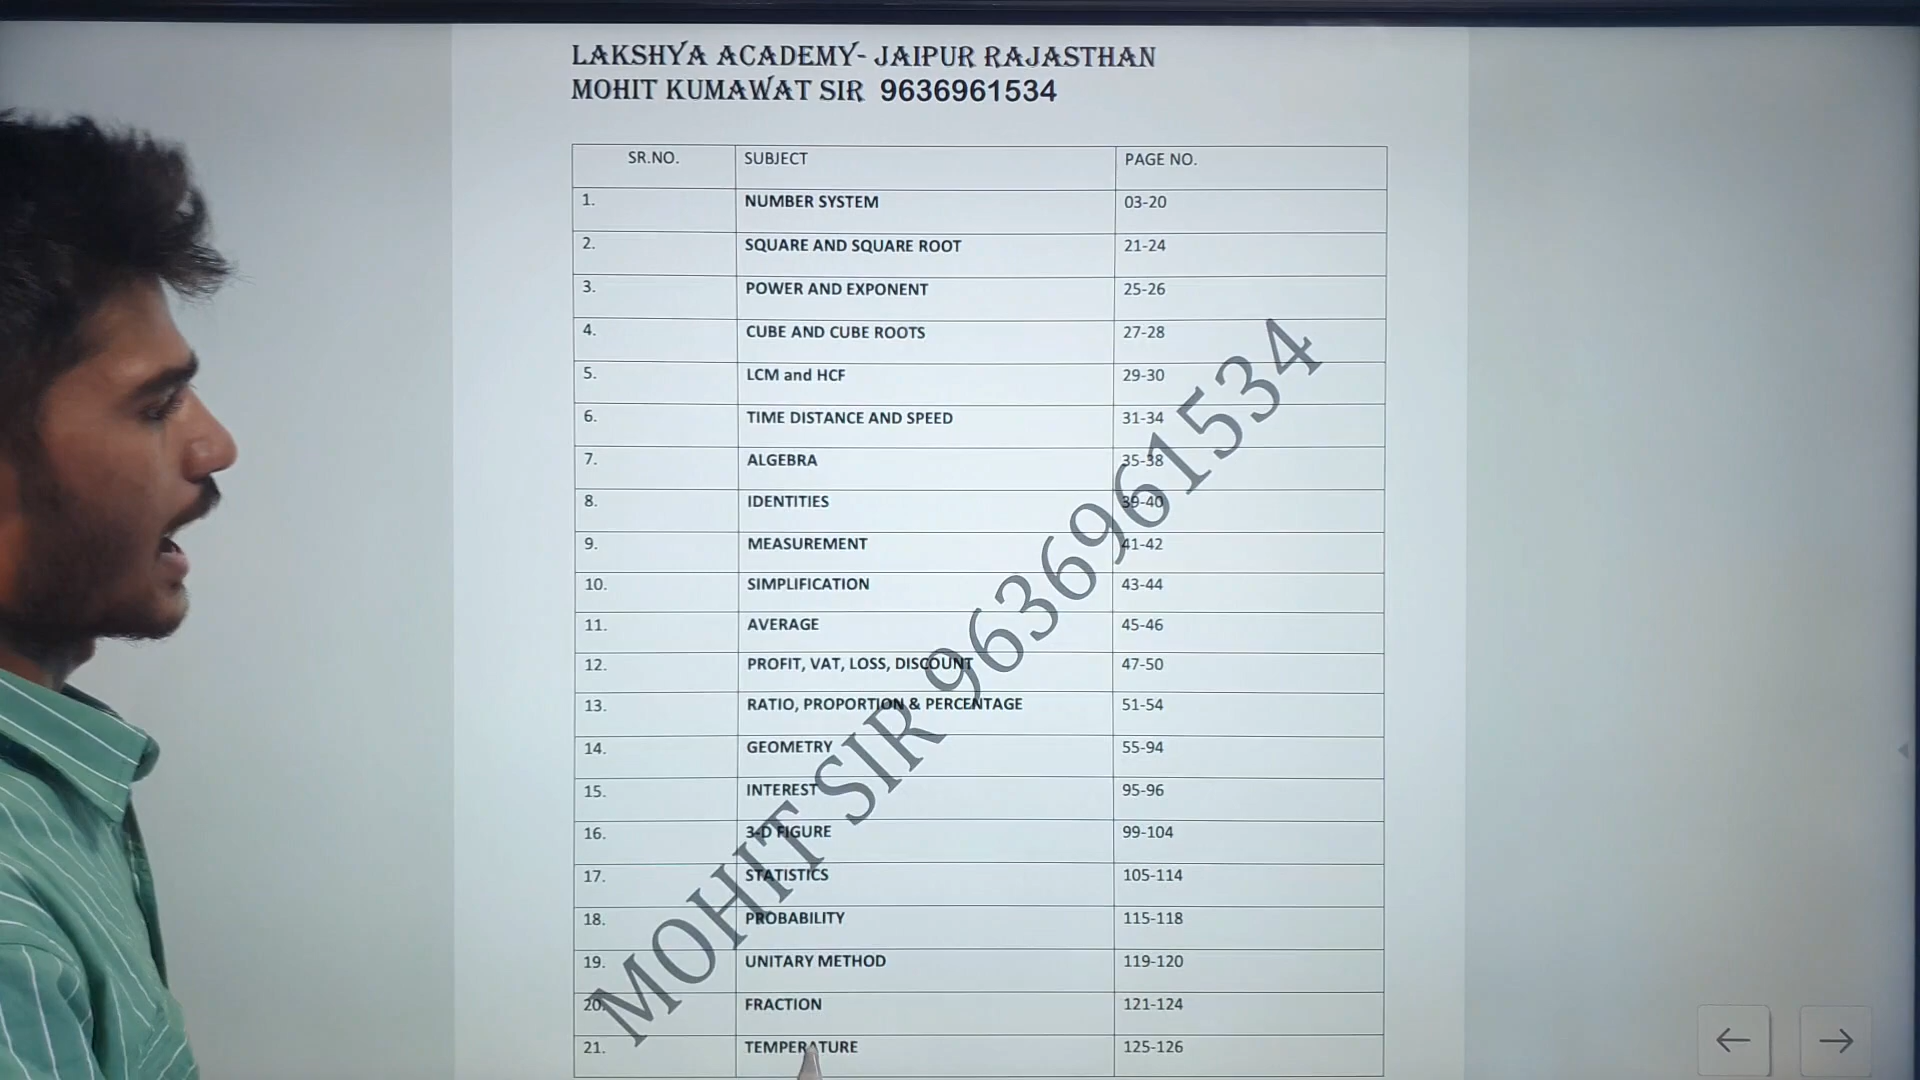 LAKSHYA ACADEMY- JAIPUR RAJASTHAN
MOHIT KUMAWAT SIR 9636961534
SR.NO. SUBJECT PAGE NO.
1. NUMBER SYSTEM 03-20
2. SQUARE AND SQUARE ROOT 21-24
3. POWER AND EXPONENT 25-26
4. CUBE AND CUBE ROOTS 27-28
5. LCM and HCF 29-30
6. TIME DISTANCE AND SPEED 31-34
7. ALGEBRA 35-38
8. IDENTITIES 39-40
9. MEASUREMENT 41-42
10. SIMPLIFICATION 43-44
11. AVERAGE 45-46
12. PROFIT, VAT, LOSS, DISCOUNT 47-50
13. RATIO, PROPORTION & PERCENTAGE 51-54
14. GEOMETRY 55-94
15. INTEREST 95-96
16. 3-D FIGURE 99-104
17. STATISTICS 105-114
18. PROBABILITY 115-118
19. UNITARY METHOD 119-120
20. FRACTION 121-124
21. TEMPERATURE 125-126
MOHIT SIR 9636961534